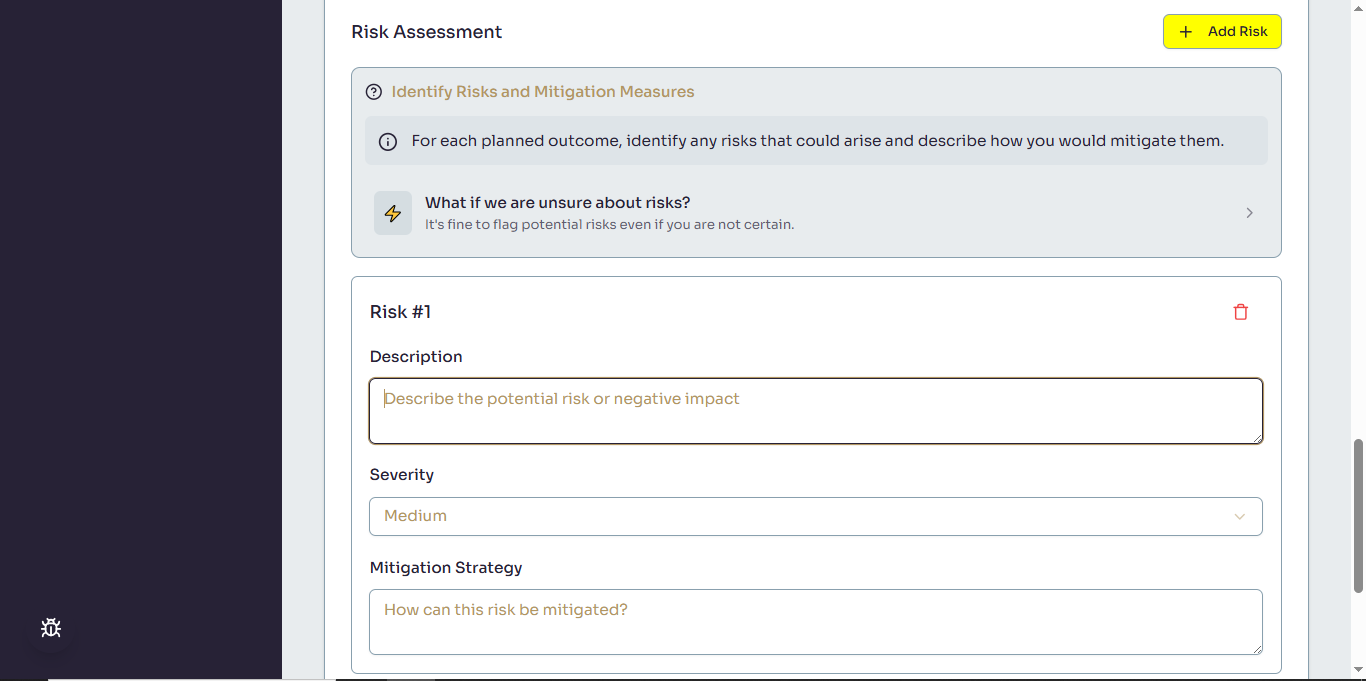 Risk Assessment
+ Add Risk
Identify Risks and Mitigation Measures
For each planned outcome, identify any risks that could arise and describe how you would mitigate them.
What if we are unsure about risks?
It's fine to flag potential risks even if you are not certain.
Risk #1
Description
Describe the potential risk or negative impact
Severity
Medium
Mitigation Strategy
How can this risk be mitigated?